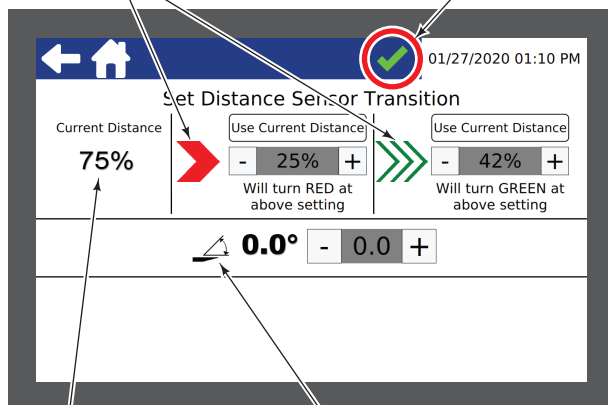 01/27/2020 01:10 PM
Set Distance Sensor Transition
Current Distance
75%
Use Current Distance
- 25% +
Will turn RED at
above setting
Use Current Distance
- 42% +
Will turn GREEN at
above setting
0.0° - 0.0 +